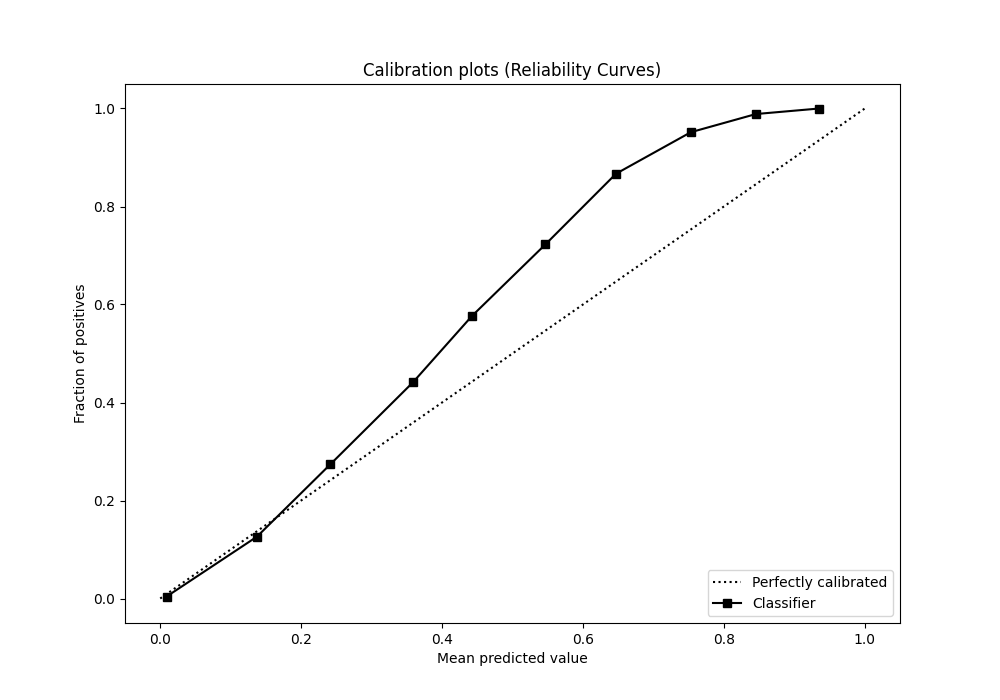 Calibration plots (Reliability Curves)
1.0
0.8
0.6
0.4
0.2
0.0
Fraction of positives
0.0 0.2 0.4 0.6 0.8 1.0
Mean predicted value
Perfectly calibrated
Classifier